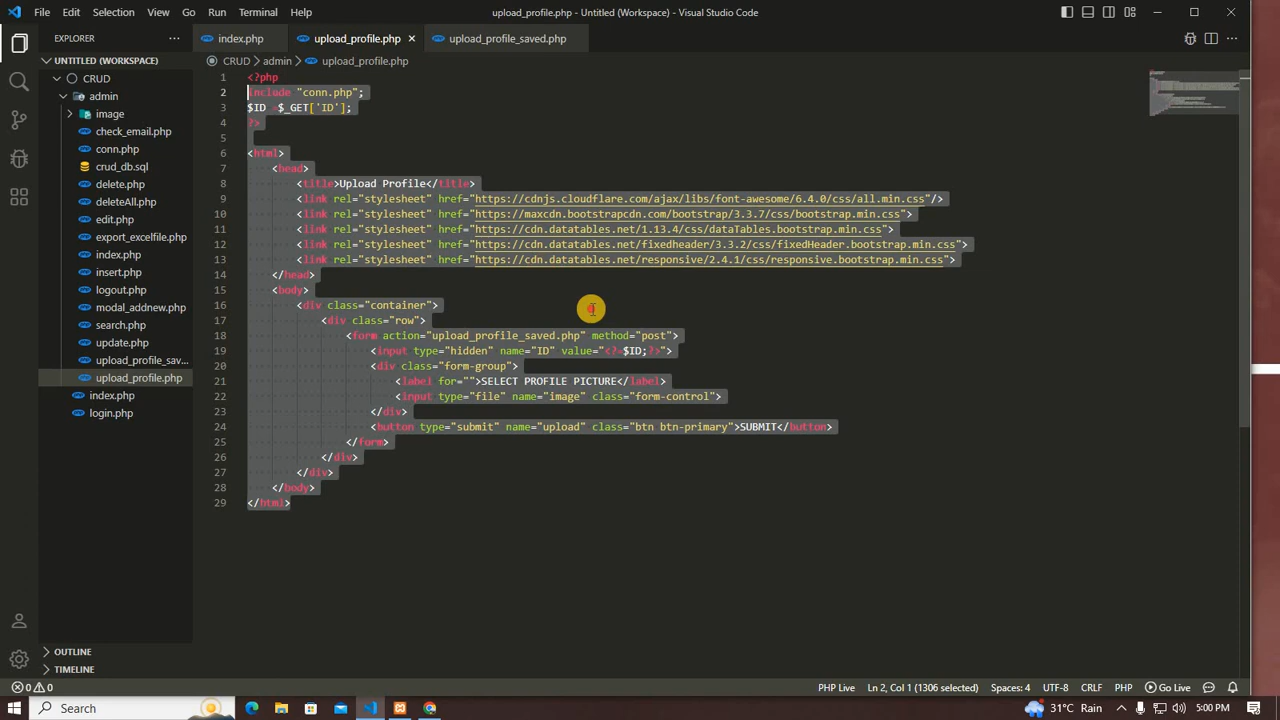 File Edit Selection View Go Run Terminal Help
upload_profile.php - Untitled (Workspace) - Visual Studio Code
EXPLORER
index.php
upload_profile.php
upload_profile_saved.php
UNTITLED (WORKSPACE)
CRUD
admin
image
check_email.php
conn.php
crud_db.sql
delete.php
deleteAll.php
edit.php
export_excelfile.php
index.php
insert.php
logout.php
modal_addnew.php
search.php
update.php
upload_profile_sav...
upload_profile.php
index.php
login.php
OUTLINE
TIMELINE
CRUD > admin > upload_profile.php
1 <?php
2 include "conn.php";
3 $ID =$_GET['ID'];
4 ?>
5
6 <html>
7 <head>
8 <title>Upload Profile</title>
9 <link rel="stylesheet" href="https://cdnjs.cloudflare.com/ajax/libs/font-awesome/6.4.0/css/all.min.css"/>
10 <link rel="stylesheet" href="https://maxcdn.bootstrapcdn.com/bootstrap/3.3.7/css/bootstrap.min.css">
11 <link rel="stylesheet" href="https://cdn.datatables.net/1.13.4/css/dataTables.bootstrap.min.css">
12 <link rel="stylesheet" href="https://cdn.datatables.net/fixedheader/3.3.2/css/fixedHeader.bootstrap.min.css">
13 <link rel="stylesheet" href="https://cdn.datatables.net/responsive/2.4.1/css/responsive.bootstrap.min.css">
14 </head>
15 <body>
16 <div class="container">
17 <div class="row">
18 <form action="upload_profile_saved.php" method="post">
19 <input type="hidden" name="ID" value="<?=$ID;?>">
20 <div class="form-group">
21 <label for="">SELECT PROFILE PICTURE</label>
22 <input type="file" name="image" class="form-control">
23 </div>
24 <button type="submit" name="upload" class="btn btn-primary">SUBMIT</button>
25 </form>
26 </div>
27 </div>
28 </body>
29 </html>
0 0 PHP Live Ln 2, Col 1 (1306 selected) Spaces: 4 UTF-8 CRLF PHP Go Live
Search 31°C Rain 5:00 PM